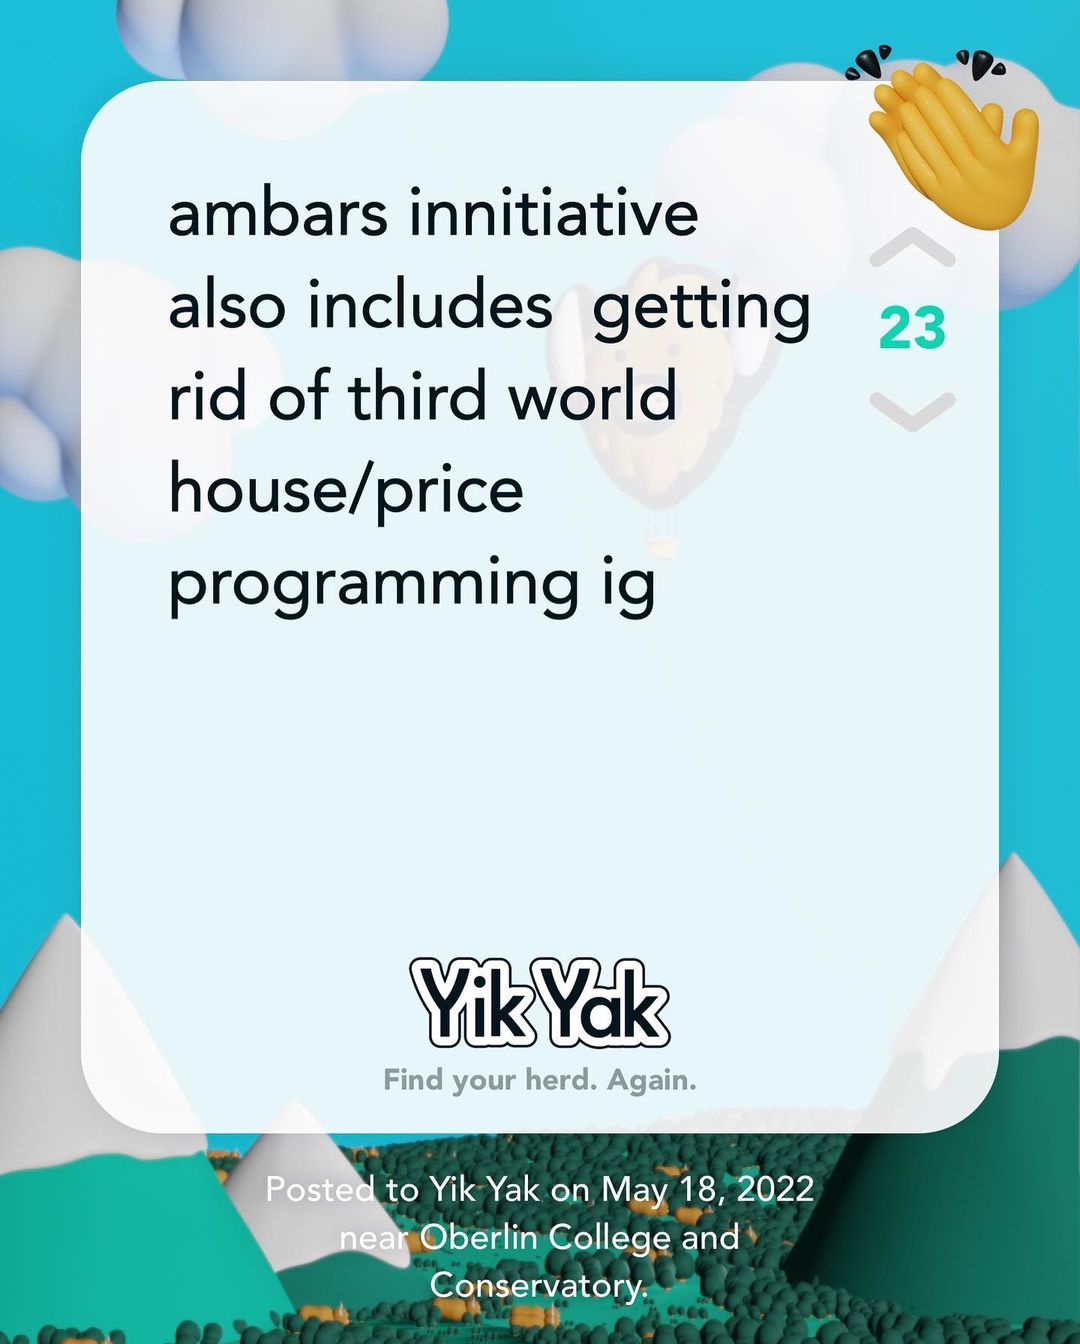 ambars innitiative
also includes  getting
rid of third world
house/price
programming ig
23
Yik Yak
Find your herd. Again.
Posted to Yik Yak on May 18, 2022
near Oberlin College and
Conservatory.